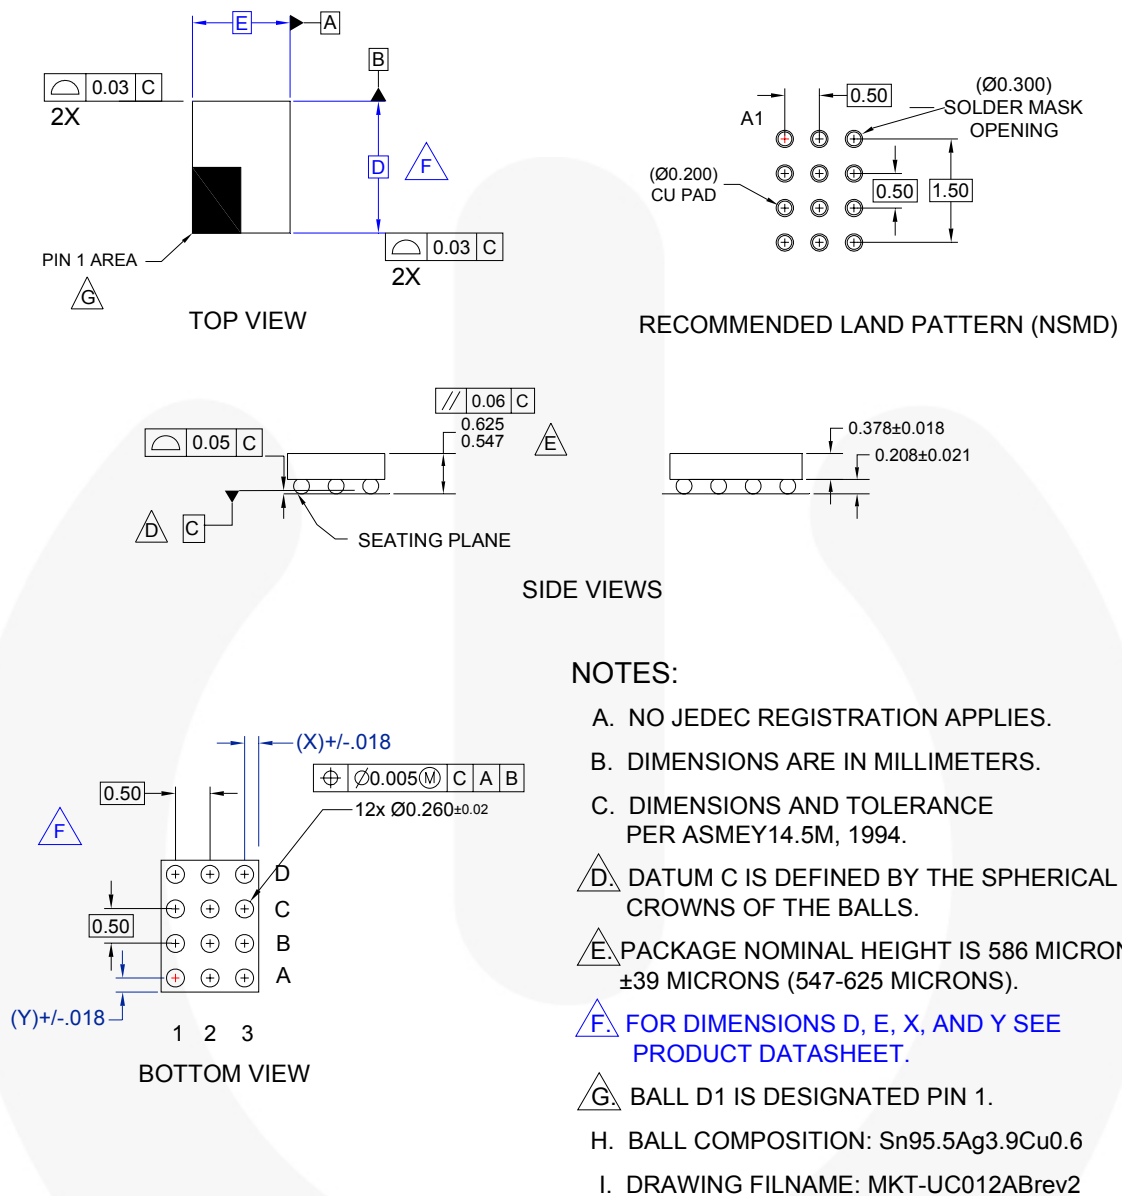 E
A
B
0.03 C
2X
D
F
0.03 C
2X
PIN 1 AREA
G
TOP VIEW
0.50
(Ø0.300)
SOLDER MASK
OPENING
A1
(Ø0.200)
CU PAD
0.50
1.50
RECOMMENDED LAND PATTERN (NSMD)
// 0.06 C
0.625
0.547
E
0.05 C
D
C
SEATING PLANE
0.378±0.018
0.208±0.021
SIDE VIEWS
(X)+/-.018
Ø0.005Ⓜ C A B
12x Ø0.260±0.02
0.50
F
D
C
B
A
0.50
(Y)+/-.018
1 2 3
BOTTOM VIEW
NOTES:
A. NO JEDEC REGISTRATION APPLIES.
B. DIMENSIONS ARE IN MILLIMETERS.
C. DIMENSIONS AND TOLERANCE
PER ASMEY14.5M, 1994.
D. DATUM C IS DEFINED BY THE SPHERICAL
CROWNS OF THE BALLS.
E. PACKAGE NOMINAL HEIGHT IS 586 MICRON
±39 MICRONS (547-625 MICRONS).
F. FOR DIMENSIONS D, E, X, AND Y SEE
PRODUCT DATASHEET.
G. BALL D1 IS DESIGNATED PIN 1.
H. BALL COMPOSITION: Sn95.5Ag3.9Cu0.6
I. DRAWING FILNAME: MKT-UC012ABrev2